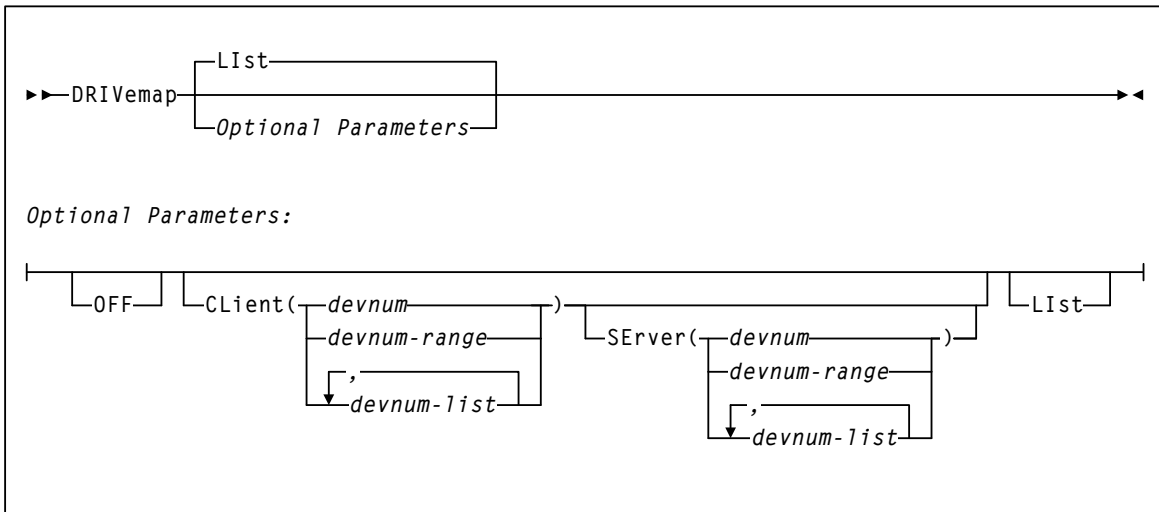 LIst
DRIVemap
Optional Parameters
Optional Parameters:
OFF CLient( devnum ) LIst
devnum-range SErver( devnum )
, devnum-range
devnum-list ,
devnum-list